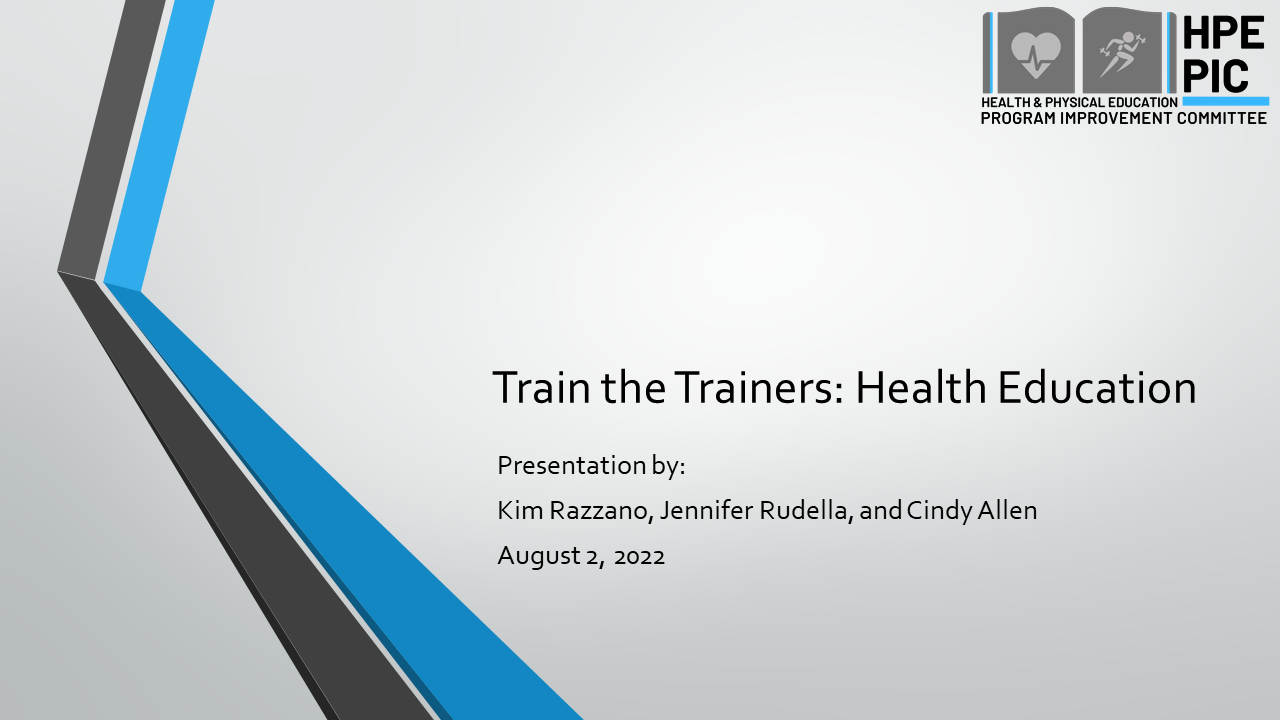 HPE
PIC
HEALTH & PHYSICAL EDUCATION
PROGRAM IMPROVEMENT COMMITTEE
Train the Trainers: Health Education
Presentation by:
Kim Razzano, Jennifer Rudella, and Cindy Allen
August 2, 2022